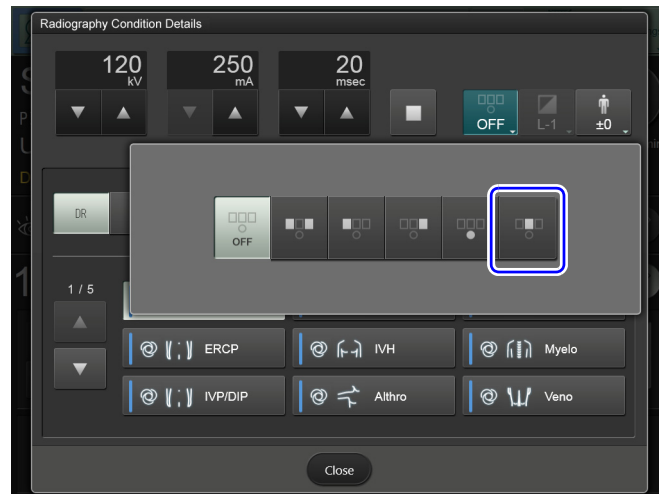 Radiography Condition Details
120 250 20
kV mA msec
OFF L-1 ±0
DR
OFF
1 / 5
ERCP IVH Myelo
IVP/DIP Althro Veno
Close